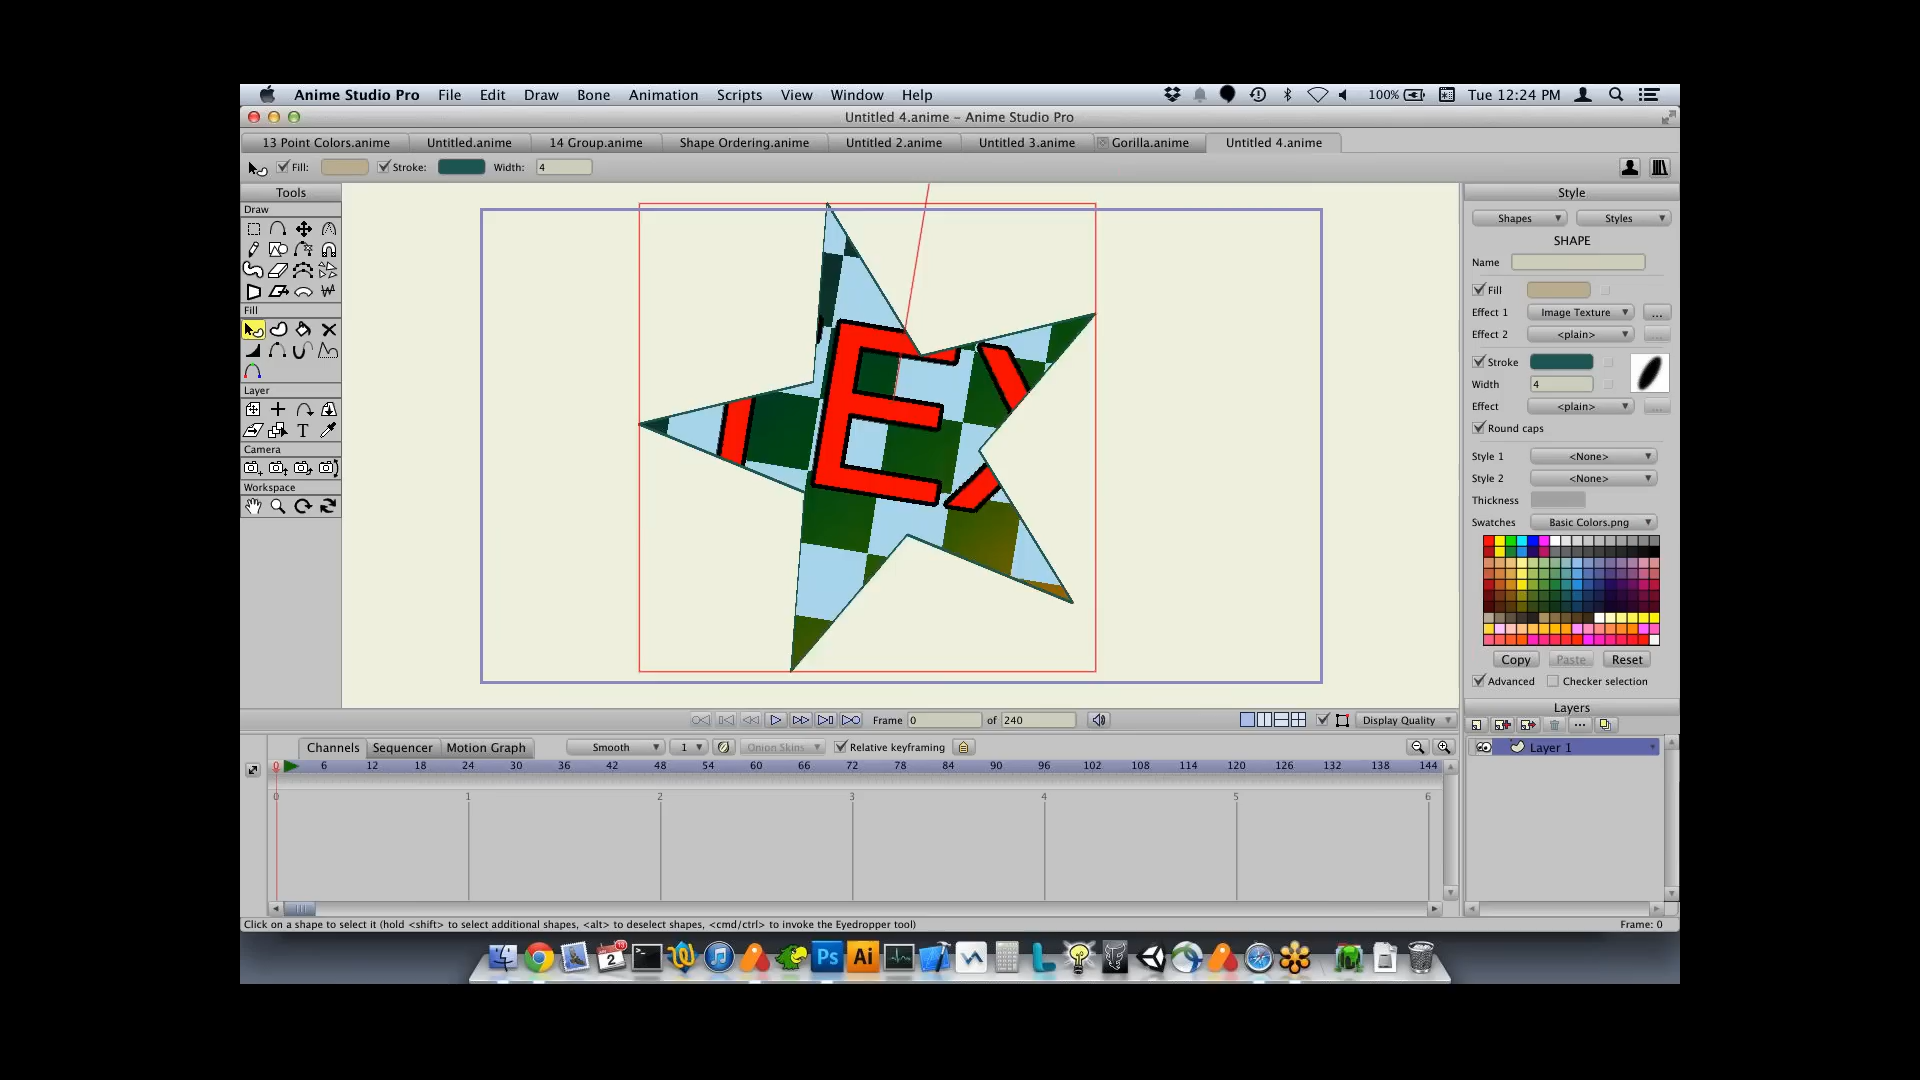 Anime Studio Pro File Edit Draw Bone Animation Scripts View Window Help 100% Tue 12:24 PM
Untitled 4.anime – Anime Studio Pro
13 Point Colors.anime Untitled.anime 14 Group.anime Shape Ordering.anime Untitled 2.anime Untitled 3.anime Gorilla.anime Untitled 4.anime
Fill: Stroke: Width: 4
Tools
Draw
Fill
Layer
T
Camera
Workspace
E
Style
Shapes Styles
SHAPE
Name
Fill
Effect 1 Image Texture ...
Effect 2 <plain> ...
Stroke
Width 4
Effect <plain> ...
Round caps
Style 1 <None>
Style 2 <None>
Thickness
Swatches Basic Colors.png
Copy Paste Reset
Advanced Checker selection
Layers
Layer 1
Frame 0 of 240 Display Quality
Channels Sequencer Motion Graph Smooth 1 Onion Skins Relative keyframing
0 6 12 18 24 30 36 42 48 54 60 66 72 78 84 90 96 102 108 114 120 126 132 138 144
0 1 2 3 4 5 6
Click on a shape to select it (hold <shift> to select additional shapes, <alt> to deselect shapes, <cmd/ctrl> to invoke the Eyedropper tool) Frame: 0
2 13 Ps Ai